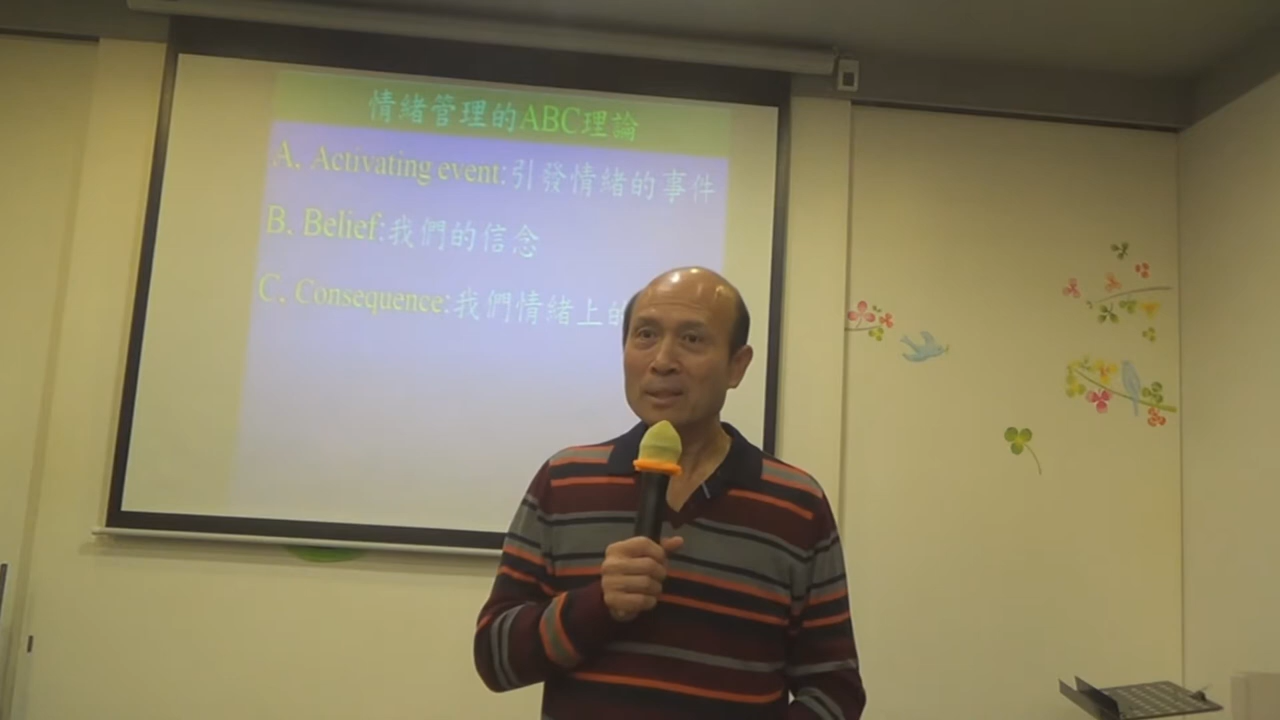 情緒管理的ABC理論
A. Activating event:引發情緒的事件
B. Belief:我們的信念
C. Consequence:我們情緒上的